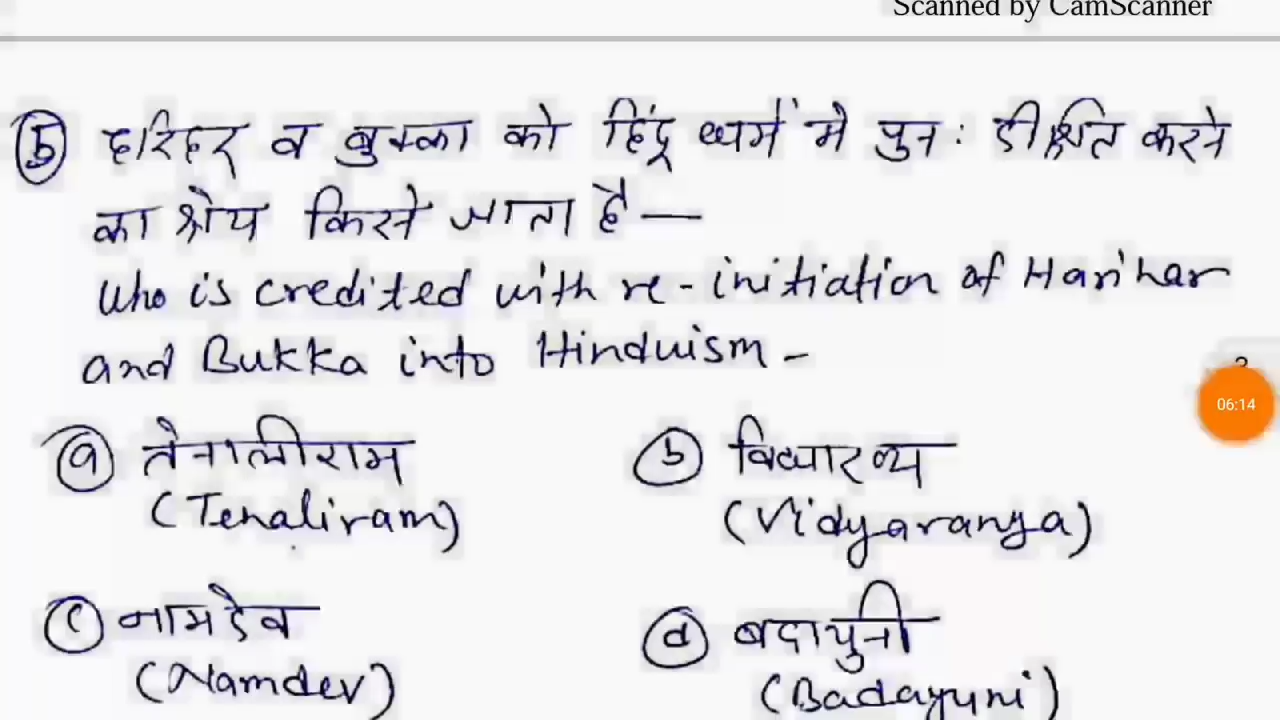 Scanned by CamScanner
⑤ हरिहर व बुक्का को हिंदू धर्म में पुनः दीक्षित करने
का श्रेय किसे जाता है —
Who is credited with re-initiation of Harihar
and Bukka into Hinduism -
ⓐ तेनालीराम
ⓑ विद्यारण्य
(Tenaliram)
(Vidyaranya)
ⓒ नामदेव
ⓓ बदायुनी
(Namdev)
(Badayuni)
06:14